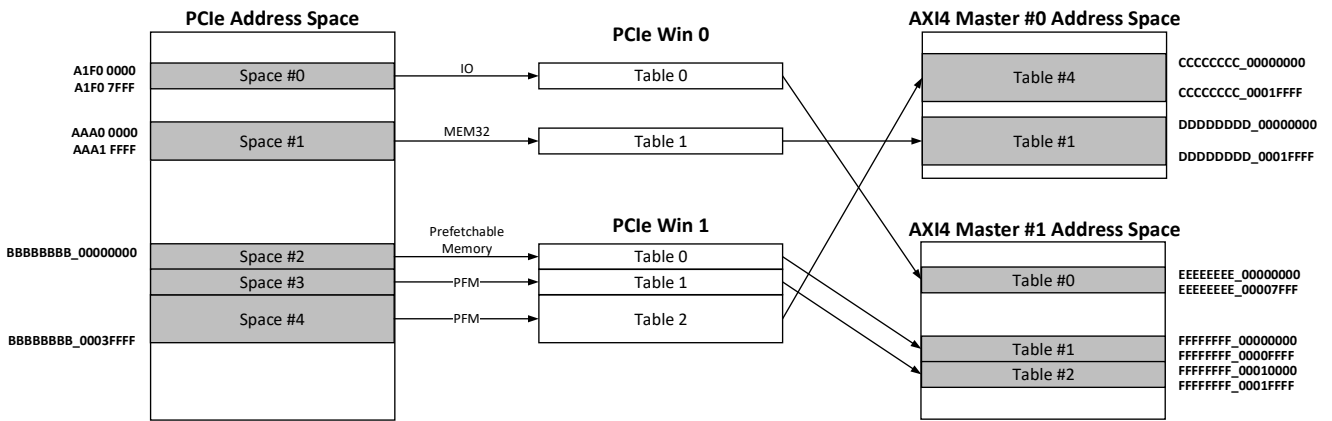 PCIe Address Space
A1F0 0000
A1F0 7FFF
Space #0
AAA0 0000
AAA1 FFFF
Space #1
BBBBBBBB_00000000
Space #2
Space #3
Space #4
BBBBBBBB_0003FFFF
IO
MEM32
Prefetchable
Memory
PFM
PFM
PCIe Win 0
Table 0
Table 1
PCIe Win 1
Table 0
Table 1
Table 2
AXI4 Master #0 Address Space
Table #4
CCCCCCCC_00000000
CCCCCCCC_0001FFFF
Table #1
DDDDDDDD_00000000
DDDDDDDD_0001FFFF
AXI4 Master #1 Address Space
Table #0
EEEEEEEE_00000000
EEEEEEEE_00007FFF
Table #1
FFFFFFFF_00000000
FFFFFFFF_0000FFFF
Table #2
FFFFFFFF_00010000
FFFFFFFF_0001FFFF